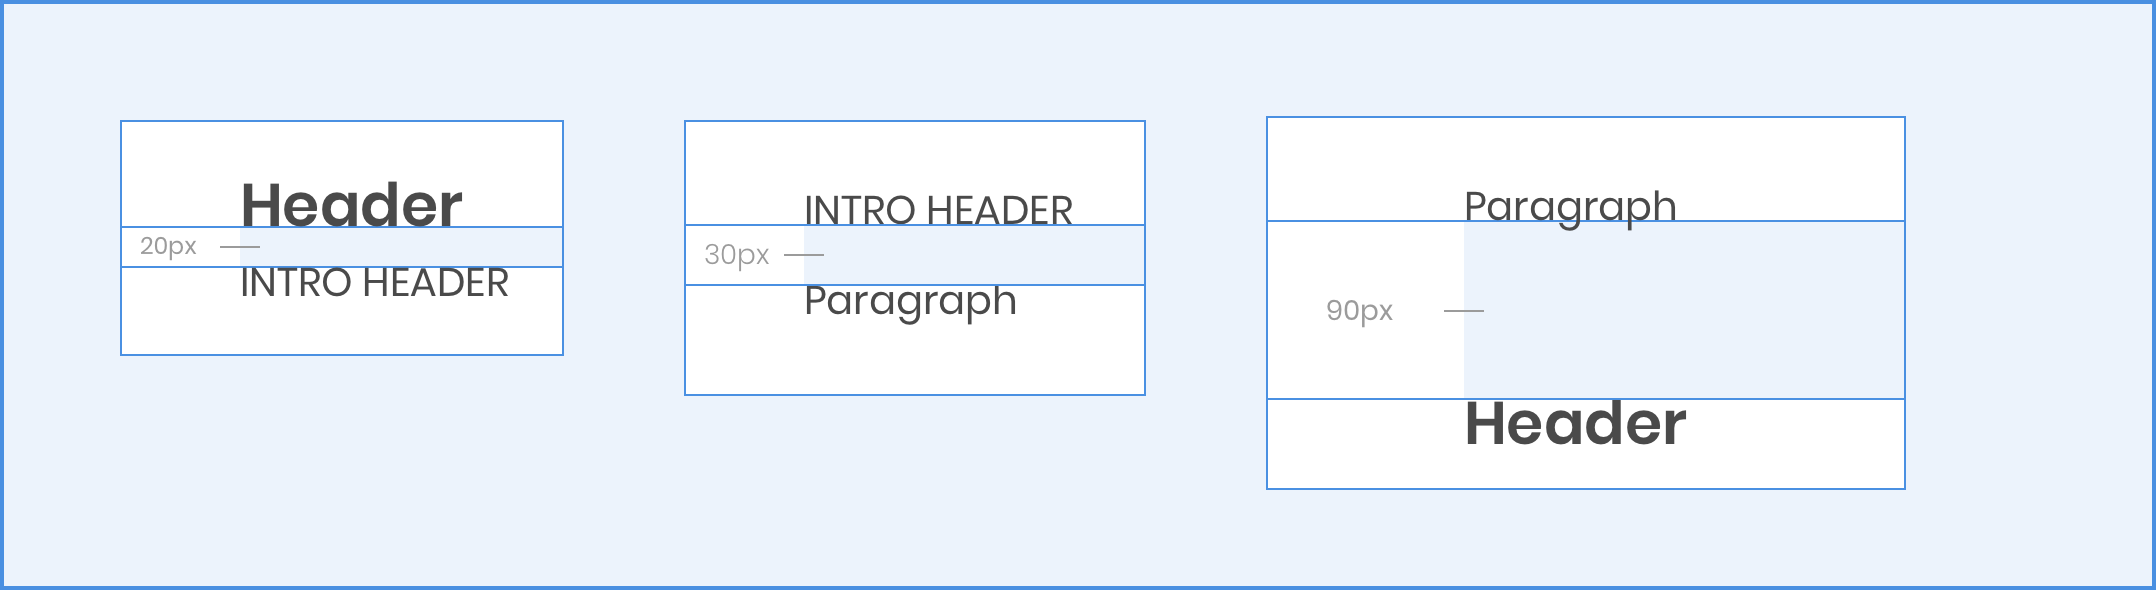 Header
20px
INTRO HEADER
INTRO HEADER
30px
Paragraph
Paragraph
90px
Header